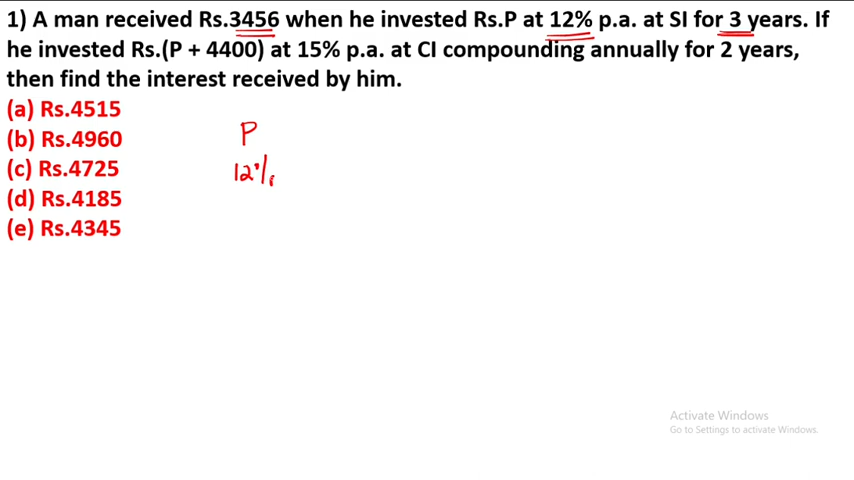 1) A man received Rs.3456 when he invested Rs.P at 12% p.a. at SI for 3 years. If
he invested Rs.(P + 4400) at 15% p.a. at CI compounding annually for 2 years,
then find the interest received by him.
(a) Rs.4515
(b) Rs.4960
(c) Rs.4725
(d) Rs.4185
(e) Rs.4345
P
12%
Activate Windows
Go to Settings to activate Windows.